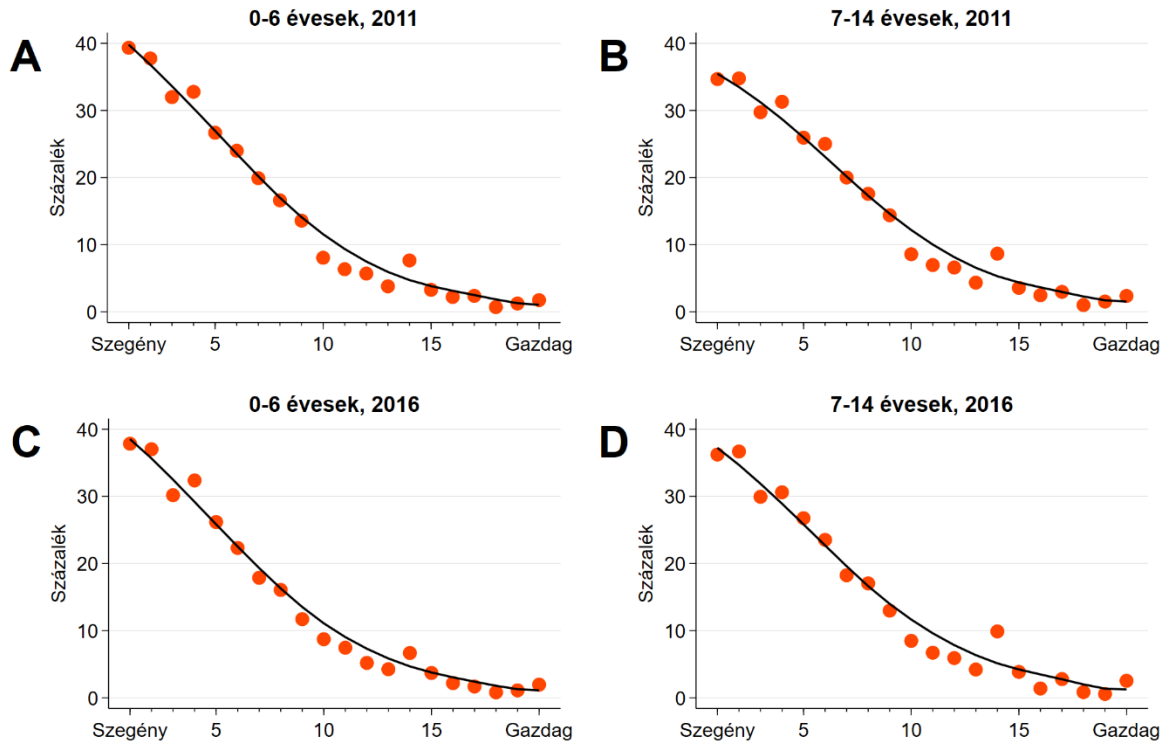 A
0-6 évesek, 2011
Százalék
40
30
20
10
0
Szegény 5 10 15 Gazdag
B
7-14 évesek, 2011
Százalék
40
30
20
10
0
Szegény 5 10 15 Gazdag
C
0-6 évesek, 2016
Százalék
40
30
20
10
0
Szegény 5 10 15 Gazdag
D
7-14 évesek, 2016
Százalék
40
30
20
10
0
Szegény 5 10 15 Gazdag